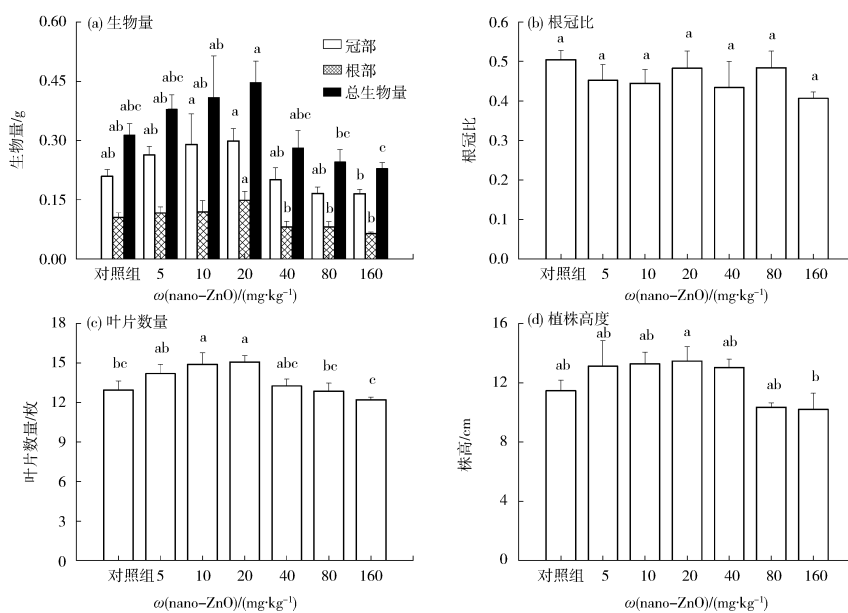 (a) 生物量
0.60
0.45
0.30
0.15
0.00
生物量/g
冠部
根部
总生物量
ab
ab
abc
ab
ab
abc
a
ab
ab
a
ab
a
ab
b
abc
ab
b
bc
b
b
c
对照组 5 10 20 40 80 160
ω(nano-ZnO)/(mg·kg⁻¹)
(b) 根冠比
0.6
0.5
0.4
0.3
0.2
0.1
0.0
根冠比
a a a a a a a
对照组 5 10 20 40 80 160
ω(nano-ZnO)/(mg·kg⁻¹)
(c) 叶片数量
18
15
12
9
6
3
0
叶片数量/枚
bc ab a a abc bc c
对照组 5 10 20 40 80 160
ω(nano-ZnO)/(mg·kg⁻¹)
(d) 植株高度
16
12
8
4
0
株高/cm
ab ab ab a ab ab b
对照组 5 10 20 40 80 160
ω(nano-ZnO)/(mg·kg⁻¹)